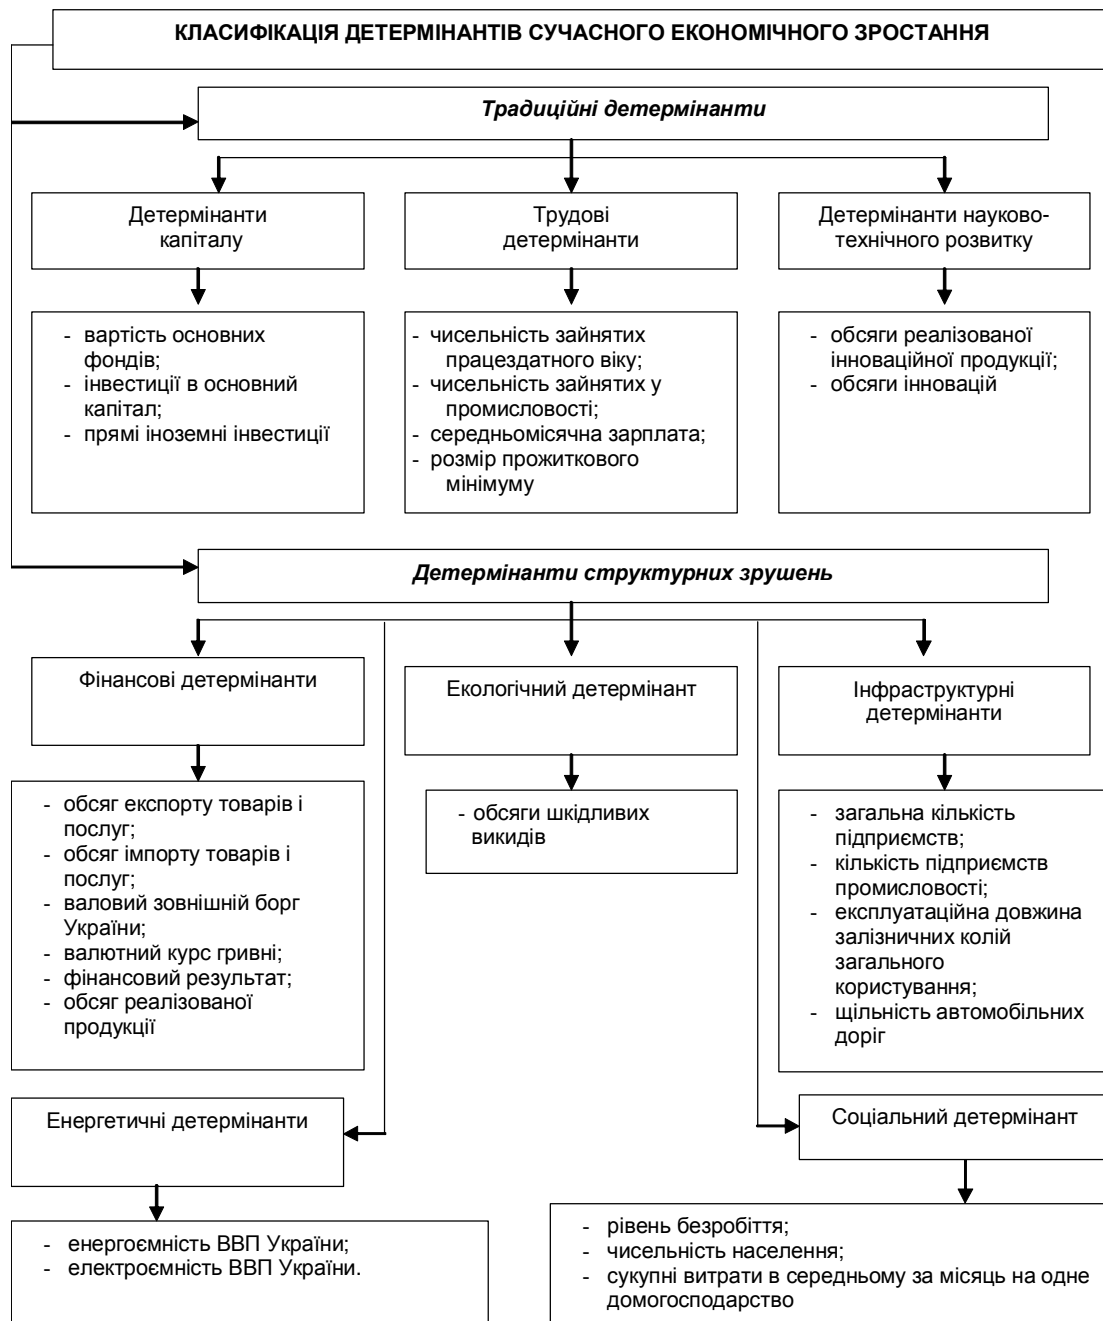 КЛАСИФІКАЦІЯ ДЕТЕРМІНАНТІВ СУЧАСНОГО ЕКОНОМІЧНОГО ЗРОСТАННЯ
Традиційні детермінанти
Детермінанти
капіталу
Трудові
детермінанти
Детермінанти науково-
технічного розвитку
- вартість основних
фондів;
- інвестиції в основний
капітал;
- прямі іноземні інвестиції
- чисельність зайнятих
працездатного віку;
- чисельність зайнятих у
промисловості;
- середньомісячна зарплата;
- розмір прожиткового
мінімуму
- обсяги реалізованої
інноваційної продукції;
- обсяги інновацій
Детермінанти структурних зрушень
Фінансові детермінанти
Екологічний детермінант
Інфраструктурні
детермінанти
- обсяг експорту товарів і
послуг;
- обсяг імпорту товарів і
послуг;
- валовий зовнішній борг
України;
- валютний курс гривні;
- фінансовий результат;
- обсяг реалізованої
продукції
- обсяги шкідливих
викидів
- загальна кількість
підприємств;
- кількість підприємств
промисловості;
- експлуатаційна довжина
залізничних колій
загального
користування;
- щільність автомобільних
доріг
Енергетичні детермінанти
Соціальний детермінант
- енергоємність ВВП України;
- електроємність ВВП України.
- рівень безробіття;
- чисельність населення;
- сукупні витрати в середньому за місяць на одне
домогосподарство